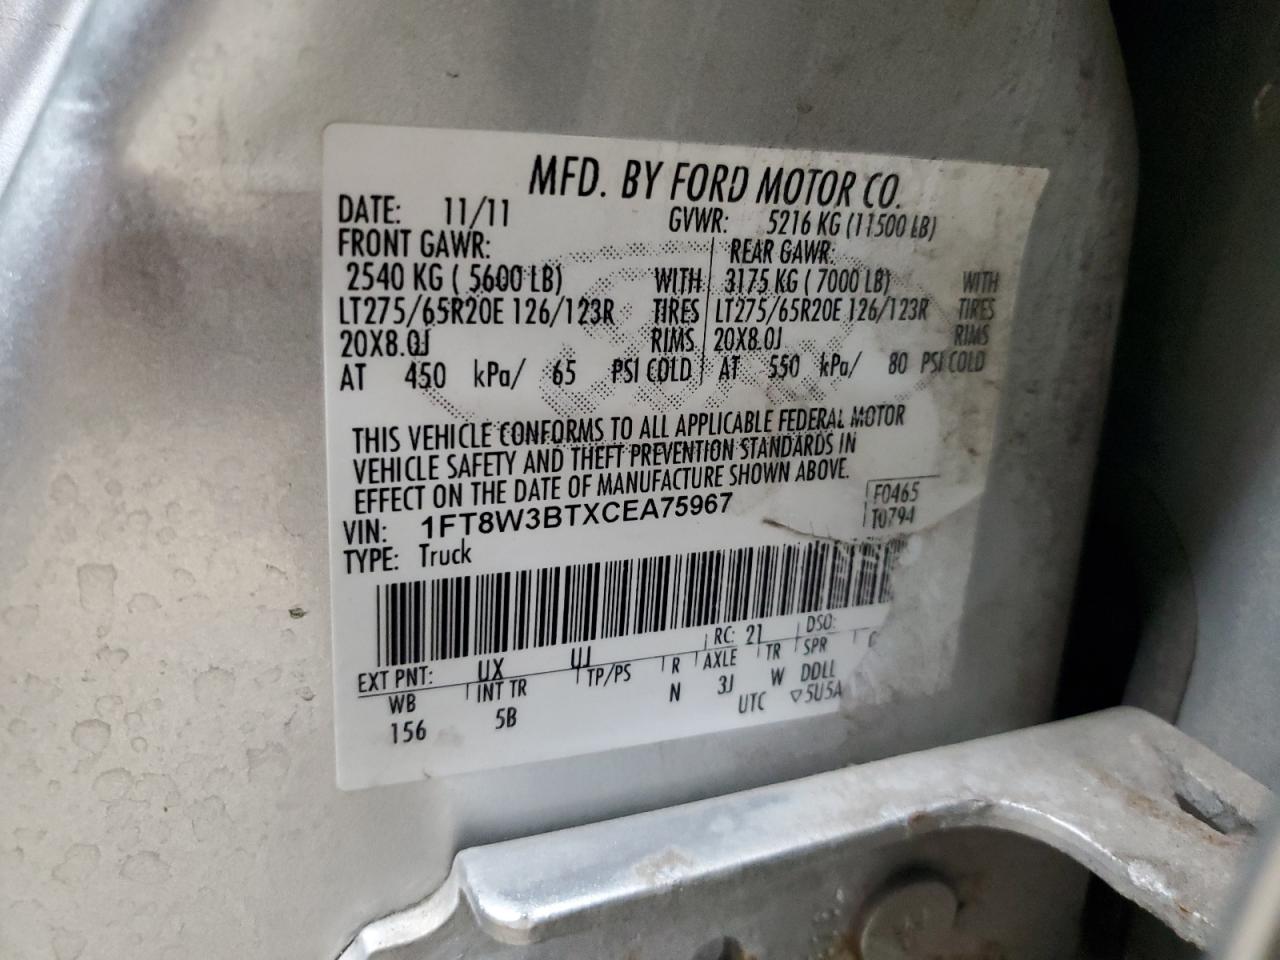 MFD. BY FORD MOTOR CO.
DATE: 11/11 GVWR: 5216 KG (11500 LB)
FRONT GAWR: REAR GAWR:
2540 KG ( 5600 LB) WITH 3175 KG ( 7000 LB) WITH
LT275/65R20E 126/123R TIRES LT275/65R20E 126/123R TIRES
20X8.0J RIMS 20X8.0J RIMS
AT 450 kPa/ 65 PSI COLD AT 550 kPa/ 80 PSI COLD
THIS VEHICLE CONFORMS TO ALL APPLICABLE FEDERAL MOTOR
VEHICLE SAFETY AND THEFT PREVENTION STANDARDS IN
EFFECT ON THE DATE OF MANUFACTURE SHOWN ABOVE.
F0465
VIN: 1FT8W3BTXCEA75967 T0794
TYPE: Truck
EXT PNT: UX UJ RC: 21 DSO:
WB INT TR TP/PS R AXLE TR SPR
156 5B N 3J W DDLL
UTC ▽5U5A